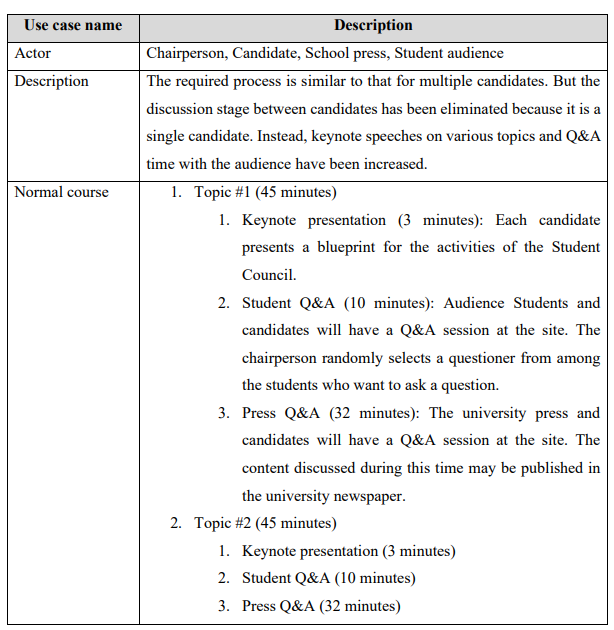 Use case name Description
Actor Chairperson, Candidate, School press, Student audience
Description The required process is similar to that for multiple candidates. But the
discussion stage between candidates has been eliminated because it is a
single candidate. Instead, keynote speeches on various topics and Q&A
time with the audience have been increased.
Normal course 1. Topic #1 (45 minutes)
1. Keynote presentation (3 minutes): Each candidate
presents a blueprint for the activities of the Student
Council.
2. Student Q&A (10 minutes): Audience Students and
candidates will have a Q&A session at the site. The
chairperson randomly selects a questioner from among
the students who want to ask a question.
3. Press Q&A (32 minutes): The university press and
candidates will have a Q&A session at the site. The
content discussed during this time may be published in
the university newspaper.
2. Topic #2 (45 minutes)
1. Keynote presentation (3 minutes)
2. Student Q&A (10 minutes)
3. Press Q&A (32 minutes)